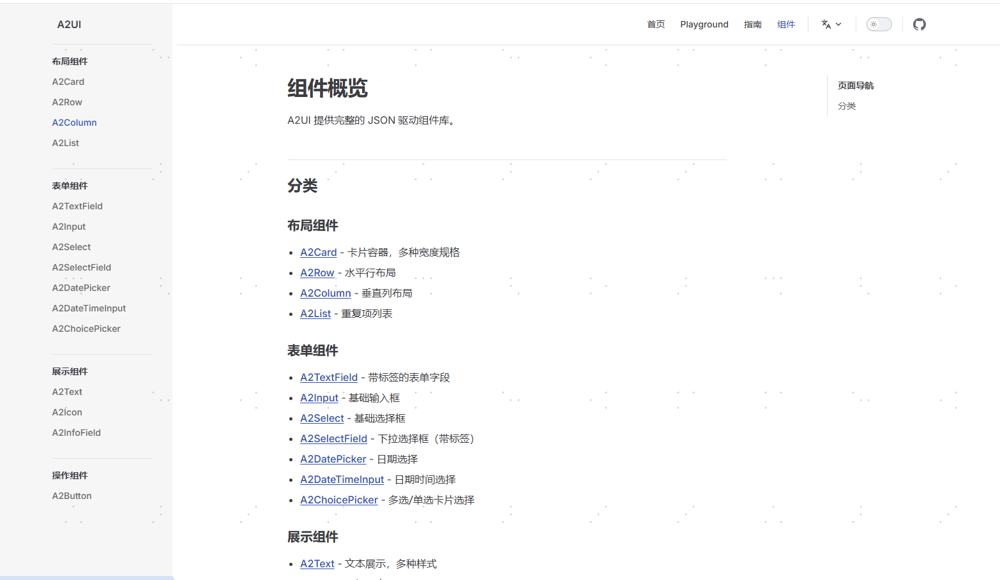 A2UI
首页
Playground
指南
组件
布局组件
A2Card
A2Row
A2Column
A2List
表单组件
A2TextField
A2Input
A2Select
A2SelectField
A2DatePicker
A2DateTimeInput
A2ChoicePicker
展示组件
A2Text
A2Icon
A2InfoField
操作组件
A2Button
组件概览
A2UI 提供完整的 JSON 驱动组件库。
分类
布局组件
• A2Card - 卡片容器，多种宽度规格
• A2Row - 水平行布局
• A2Column - 垂直列布局
• A2List - 重复项列表
表单组件
• A2TextField - 带标签的表单字段
• A2Input - 基础输入框
• A2Select - 基础选择框
• A2SelectField - 下拉选择框（带标签）
• A2DatePicker - 日期选择
• A2DateTimeInput - 日期时间选择
• A2ChoicePicker - 多选/单选卡片选择
展示组件
• A2Text - 文本展示，多种样式
页面导航
分类